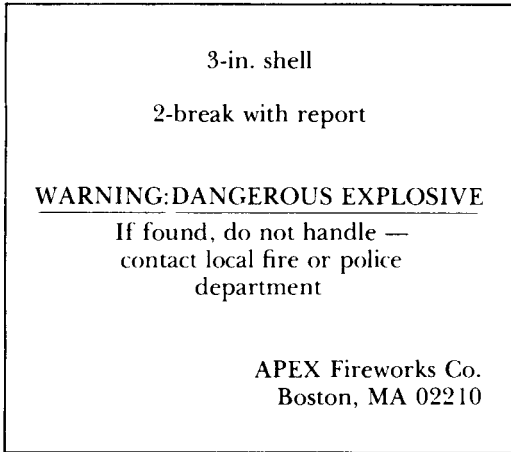 3-in. shell
2-break with report
WARNING:DANGEROUS EXPLOSIVE
If found, do not handle —
contact local fire or police
department
APEX Fireworks Co.
Boston, MA 02210